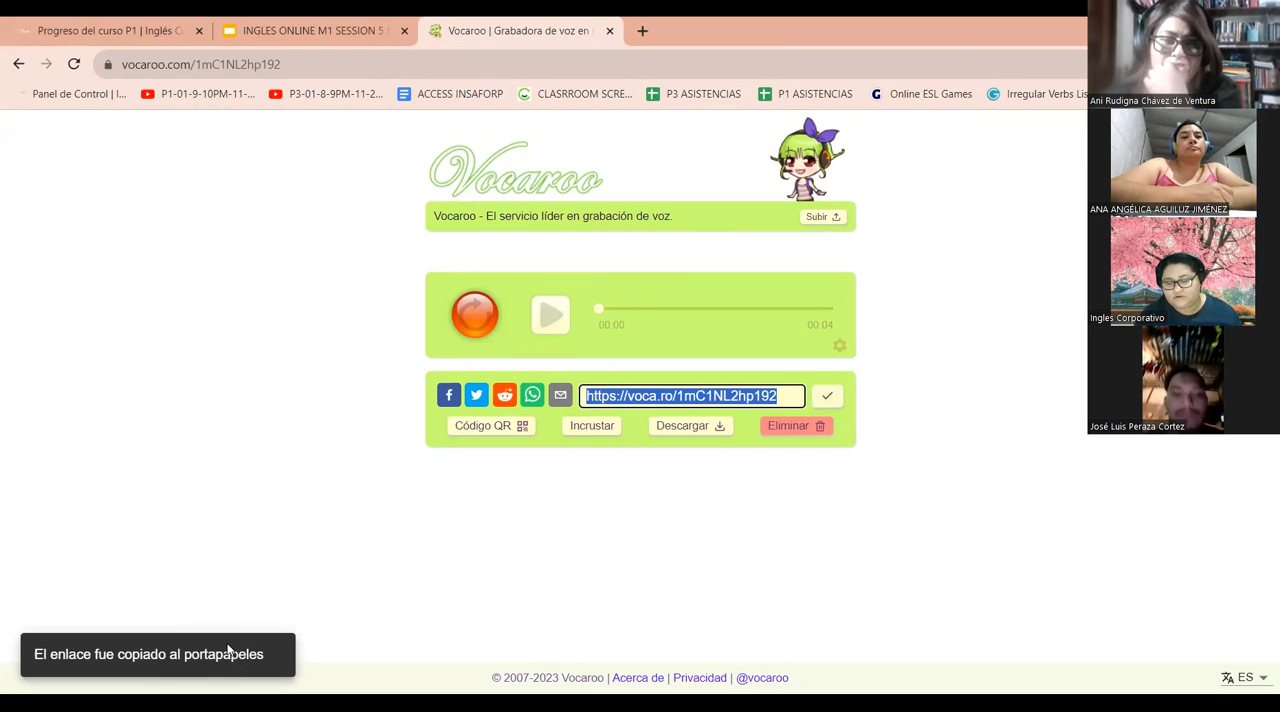 Progreso del curso P1 | Inglés C
INGLES ONLINE M1 SESSION 5
Vocaroo | Grabadora de voz en
vocaroo.com/1mC1NL2hp192
Panel de Control | I...
P1-01-9-10PM-11-...
P3-01-8-9PM-11-2...
ACCESS INSAFORP
CLASRROOM SCRE...
P3 ASISTENCIAS
P1 ASISTENCIAS
Online ESL Games
Irregular Verbs Lis
Ani Rudigna Chávez de Ventura
Vocaroo
ANA ANGÉLICA AGUILUZ JIMÉNEZ
Vocaroo - El servicio líder en grabación de voz.
Subir
Ingles Corporativo
00:00
00:04
https://voca.ro/1mC1NL2hp192
Código QR
Incrustar
Descargar
Eliminar
José Luis Peraza Cortez
El enlace fue copiado al portapapeles
© 2007-2023 Vocaroo | Acerca de | Privacidad | @vocaroo
ES